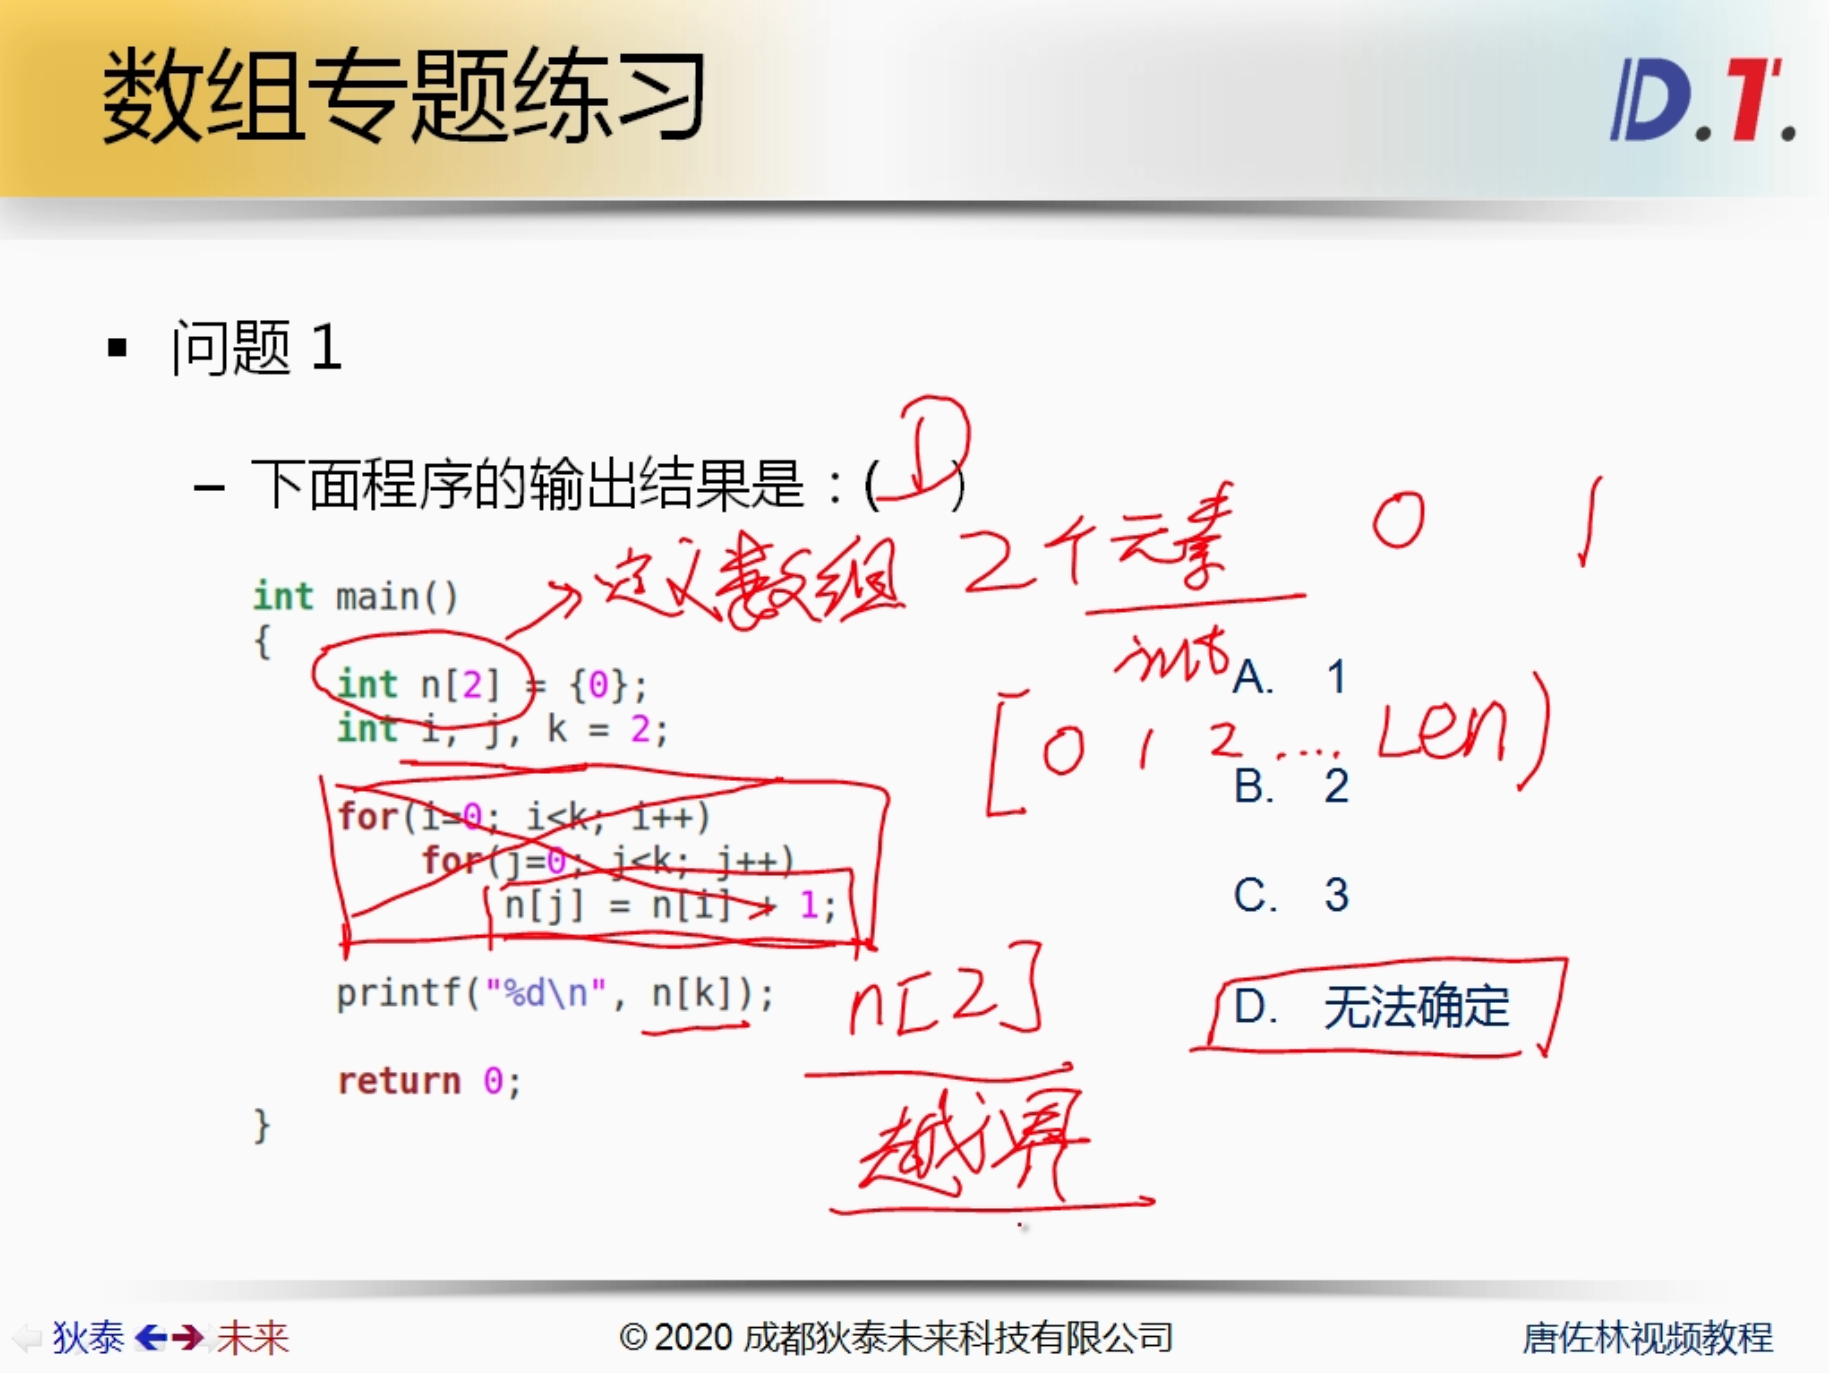 数组专题练习
D.T.
▪ 问题 1
– 下面程序的输出结果是：( D )
定义数组 2个元素 0 1
int
int main()
{
int n[2] = {0};
int i, j, k = 2;
for(i=0; i<k; i++)
for(j=0; j<k; j++)
n[j] = n[i] + 1;
printf("%d\n", n[k]);
return 0;
}
n[2]
越界
[0 1 2 .... Len)
A. 1
B. 2
C. 3
D. 无法确定
狄泰 未来
© 2020 成都狄泰未来科技有限公司
唐佐林视频教程